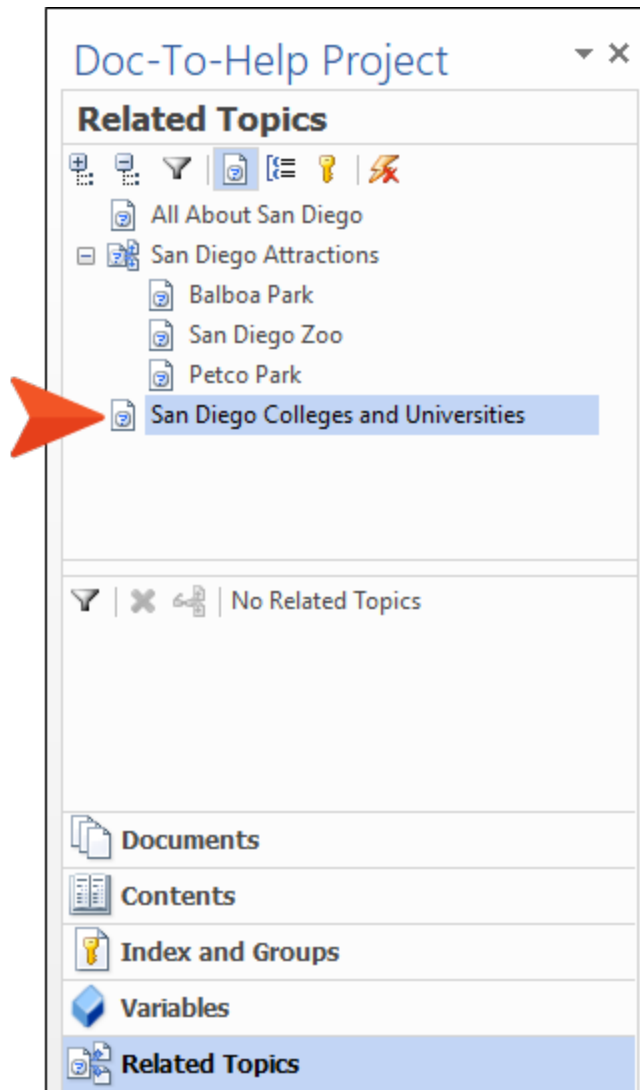 Doc-To-Help Project
Related Topics
All About San Diego
San Diego Attractions
Balboa Park
San Diego Zoo
Petco Park
San Diego Colleges and Universities
No Related Topics
Documents
Contents
Index and Groups
Variables
Related Topics